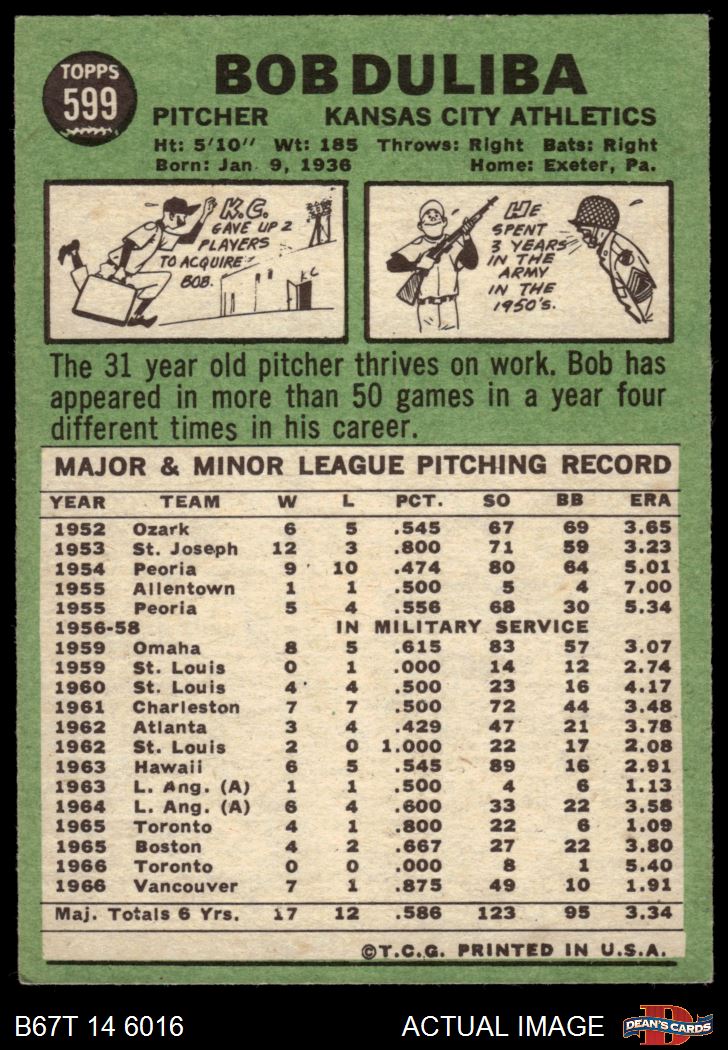 TOPPS
599
BOB DULIBA
PITCHER KANSAS CITY ATHLETICS
Ht: 5'10" Wt: 185 Throws: Right Bats: Right
Born: Jan 9, 1936 Home: Exeter, Pa.
K.C.
GAVE UP 2
PLAYERS
TO ACQUIRE
BOB.
KC
HE
SPENT
3 YEARS
IN THE
ARMY
IN THE
1950's.
The 31 year old pitcher thrives on work. Bob has
appeared in more than 50 games in a year four
different times in his career.
MAJOR & MINOR LEAGUE PITCHING RECORD
YEAR TEAM W L PCT. SO BB ERA
1952 Ozark 6 5 .545 67 69 3.65
1953 St. Joseph 12 3 .800 71 59 3.23
1954 Peoria 9 10 .474 80 64 5.01
1955 Allentown 1 1 .500 5 4 7.00
1955 Peoria 5 4 .556 68 30 5.34
1956-58 IN MILITARY SERVICE
1959 Omaha 8 5 .615 83 57 3.07
1959 St. Louis 0 1 .000 14 12 2.74
1960 St. Louis 4 4 .500 23 16 4.17
1961 Charleston 7 7 .500 72 44 3.48
1962 Atlanta 3 4 .429 47 21 3.78
1962 St. Louis 2 0 1.000 22 17 2.08
1963 Hawaii 6 5 .545 89 16 2.91
1963 L. Ang. (A) 1 1 .500 4 6 1.13
1964 L. Ang. (A) 6 4 .600 33 22 3.58
1965 Toronto 4 1 .800 22 6 1.09
1965 Boston 4 2 .667 27 22 3.80
1966 Toronto 0 0 .000 8 1 5.40
1966 Vancouver 7 1 .875 49 10 1.91
Maj. Totals 6 Yrs. 17 12 .586 123 95 3.34
©T.C.G. PRINTED IN U.S.A.
B67T 14 6016 ACTUAL IMAGE DEAN'S CARDS